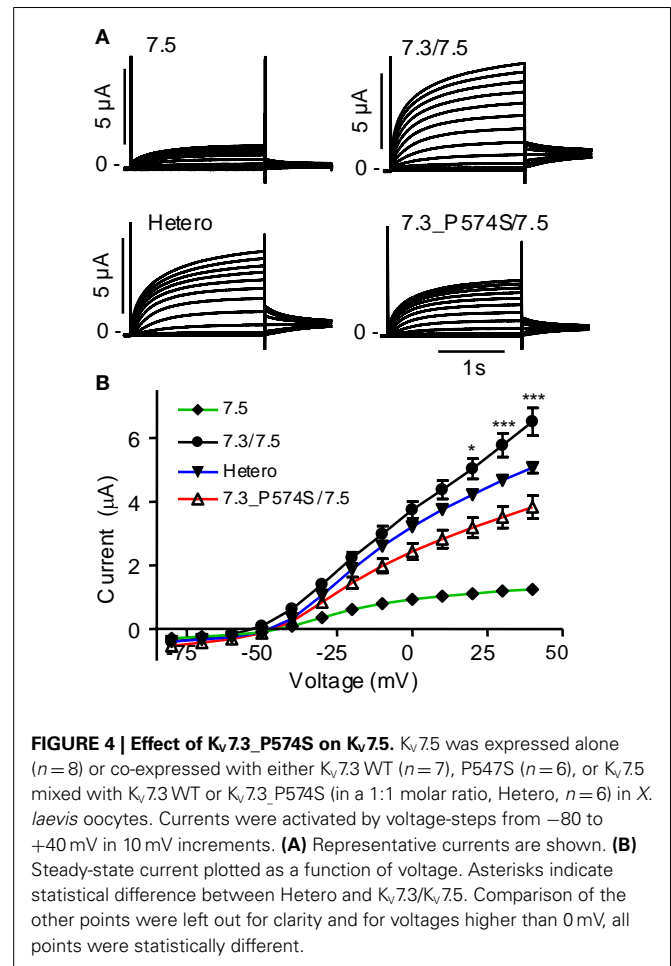 A
7.5
7.3/7.5
5 µA
0 -
5 µA
0 -
Hetero
7.3_P574S/7.5
5 µA
0 -
0 -
1s
B
7.5
7.3/7.5
Hetero
7.3_P574S/7.5
* *** ***
6
4
2
0
Current (µA)
-75 -50 -25 0 25 50
Voltage (mV)
FIGURE 4 | Effect of Kv7.3_P574S on Kv7.5. Kv7.5 was expressed alone
(n = 8) or co-expressed with either Kv7.3 WT (n = 7), P547S (n = 6), or Kv7.5
mixed with Kv7.3 WT or Kv7.3_P574S (in a 1:1 molar ratio, Hetero, n = 6) in X.
laevis oocytes. Currents were activated by voltage-steps from −80 to
+40 mV in 10 mV increments. (A) Representative currents are shown. (B)
Steady-state current plotted as a function of voltage. Asterisks indicate
statistical difference between Hetero and Kv7.3/Kv7.5. Comparison of the
other points were left out for clarity and for voltages higher than 0 mV, all
points were statistically different.